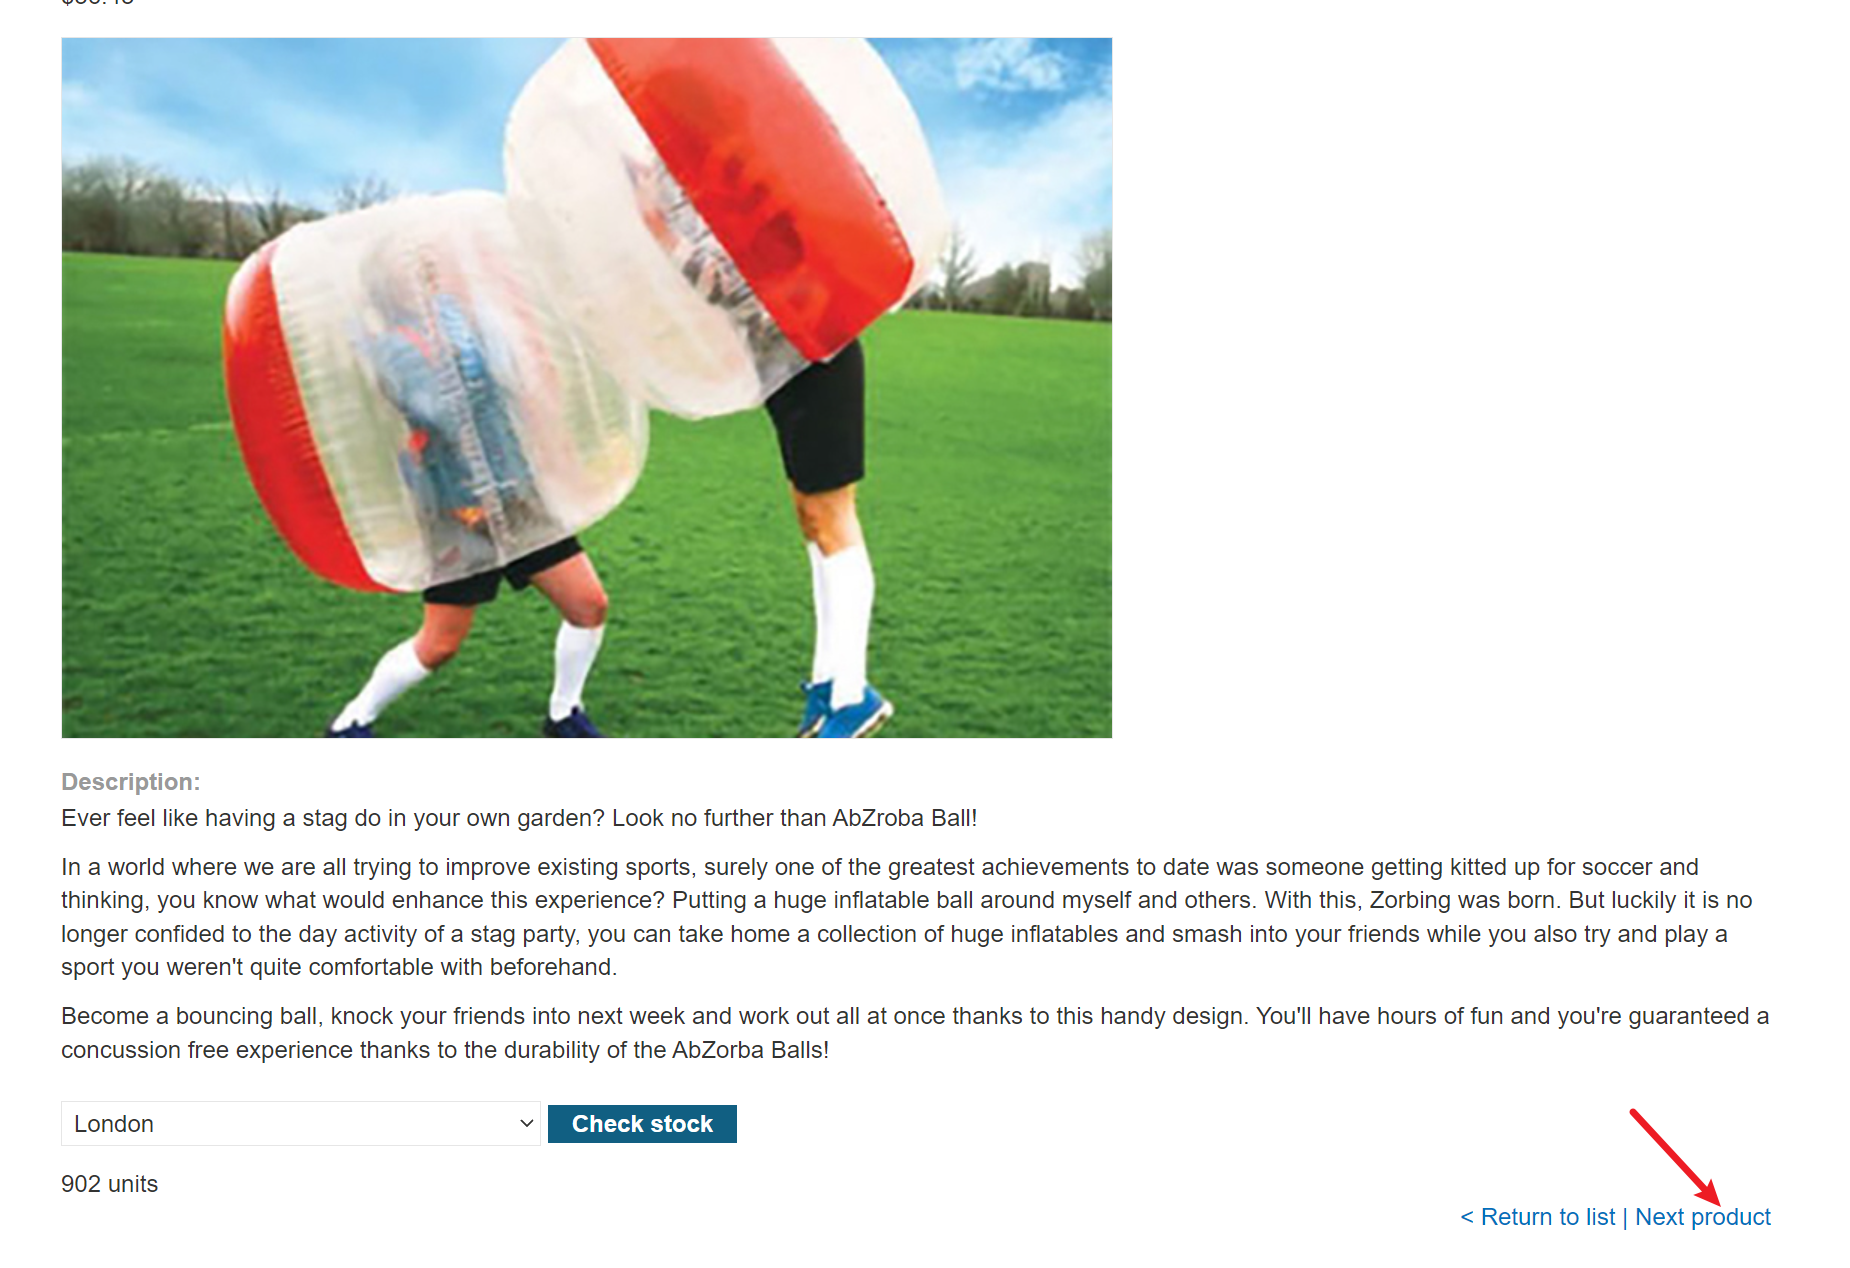 Description:
Ever feel like having a stag do in your own garden? Look no further than AbZroba Ball!
In a world where we are all trying to improve existing sports, surely one of the greatest achievements to date was someone getting kitted up for soccer and
thinking, you know what would enhance this experience? Putting a huge inflatable ball around myself and others. With this, Zorbing was born. But luckily it is no
longer confided to the day activity of a stag party, you can take home a collection of huge inflatables and smash into your friends while you also try and play a
sport you weren't quite comfortable with beforehand.
Become a bouncing ball, knock your friends into next week and work out all at once thanks to this handy design. You'll have hours of fun and you're guaranteed a
concussion free experience thanks to the durability of the AbZorba Balls!
London
Check stock
902 units
< Return to list | Next product